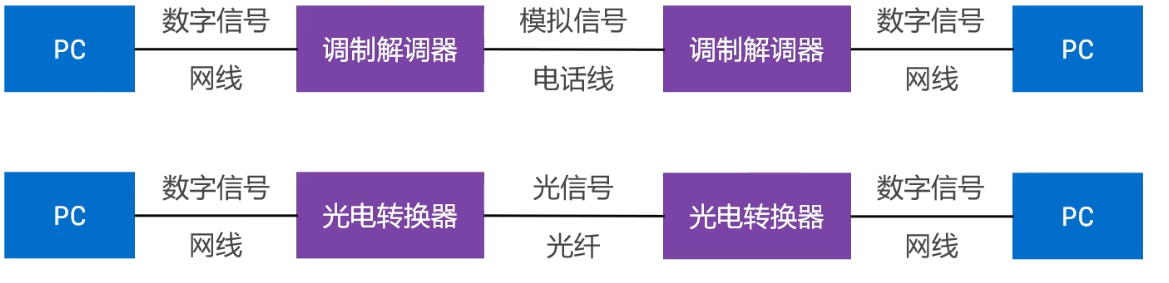 数字信号 模拟信号 数字信号
PC 调制解调器 调制解调器 PC
网线 电话线 网线
数字信号 光信号 数字信号
PC 光电转换器 光电转换器 PC
网线 光纤 网线